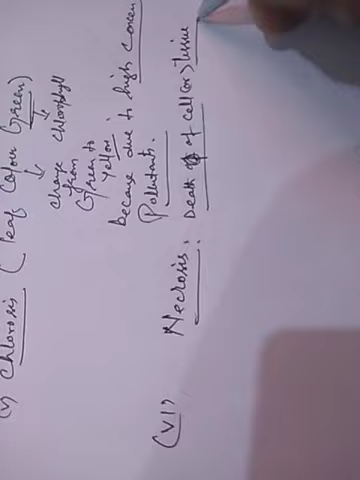 (v) Chlorosis ( leaf colour (green)
↓ ↓
change chlorophyll
from
Green to
yellow.
because due to high concen
Pollutants.
(VI) Necrosis: Death of cell (or) tissue